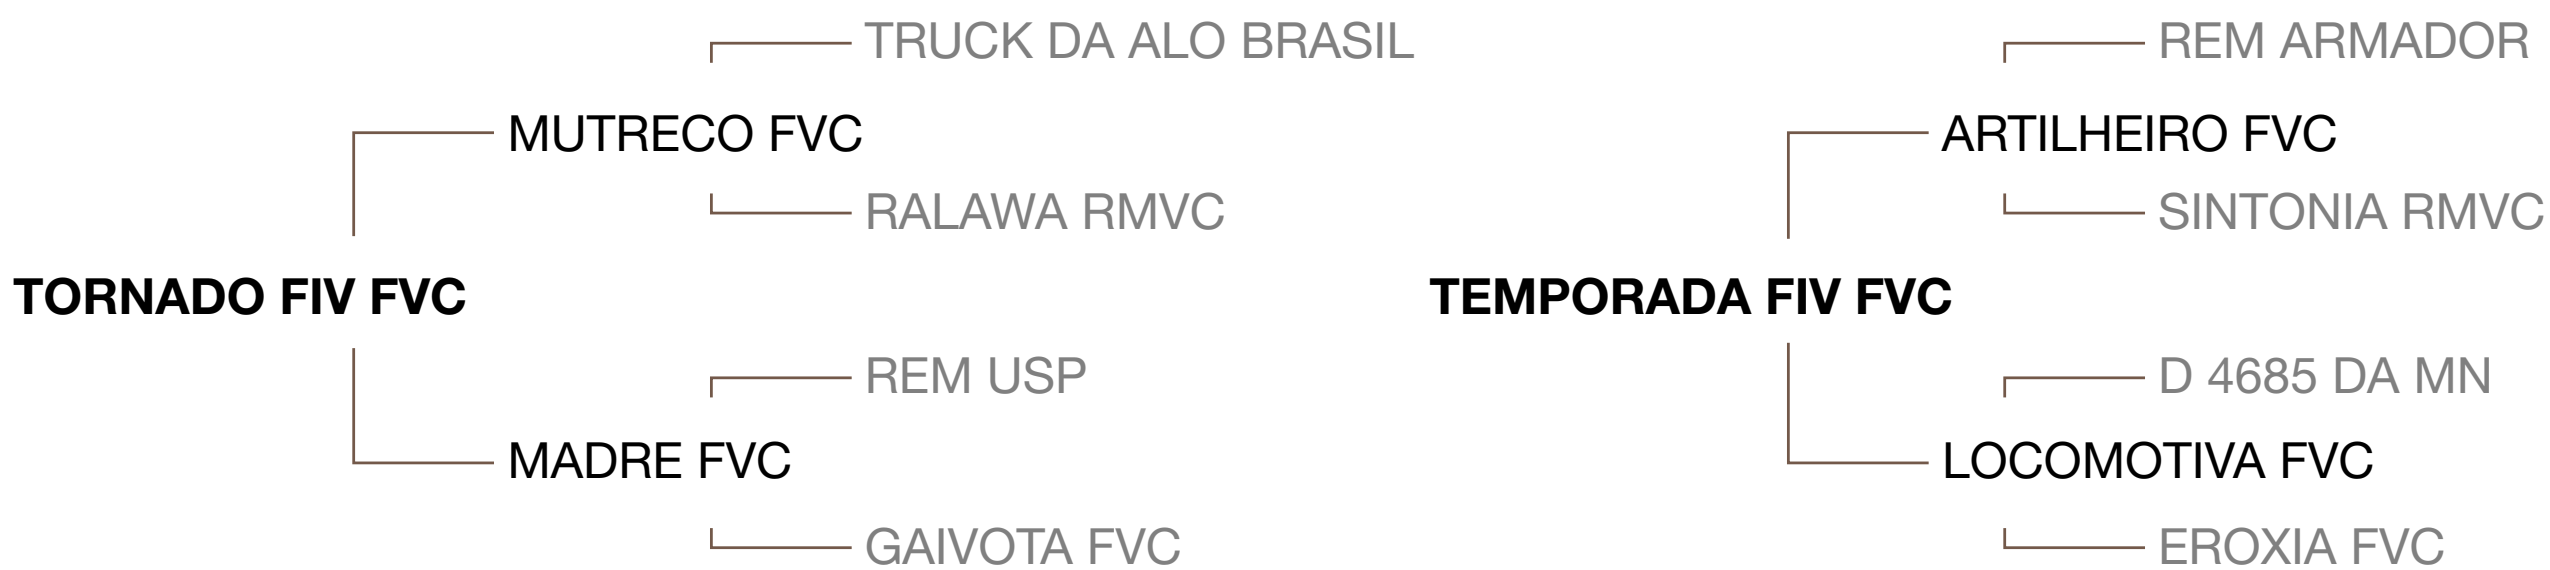 TRUCK DA ALO BRASIL
MUTRECO FVC
RALAWA RMVC
TORNADO FIV FVC
REM USP
MADRE FVC
GAIVOTA FVC
REM ARMADOR
ARTILHEIRO FVC
SINTONIA RMVC
TEMPORADA FIV FVC
D 4685 DA MN
LOCOMOTIVA FVC
EROXIA FVC